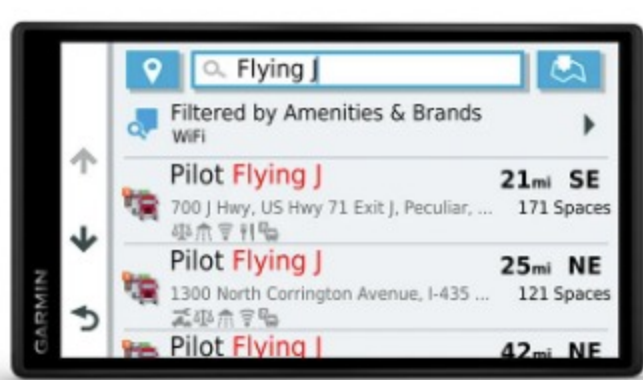 Flying J
Filtered by Amenities & Brands
WiFi
Pilot Flying J
21mi SE
700 J Hwy, US Hwy 71 Exit J, Peculiar, ...
171 Spaces
Pilot Flying J
25mi NE
1300 North Corrington Avenue, I-435 ...
121 Spaces
Pilot Flying J
42mi NE
GARMIN